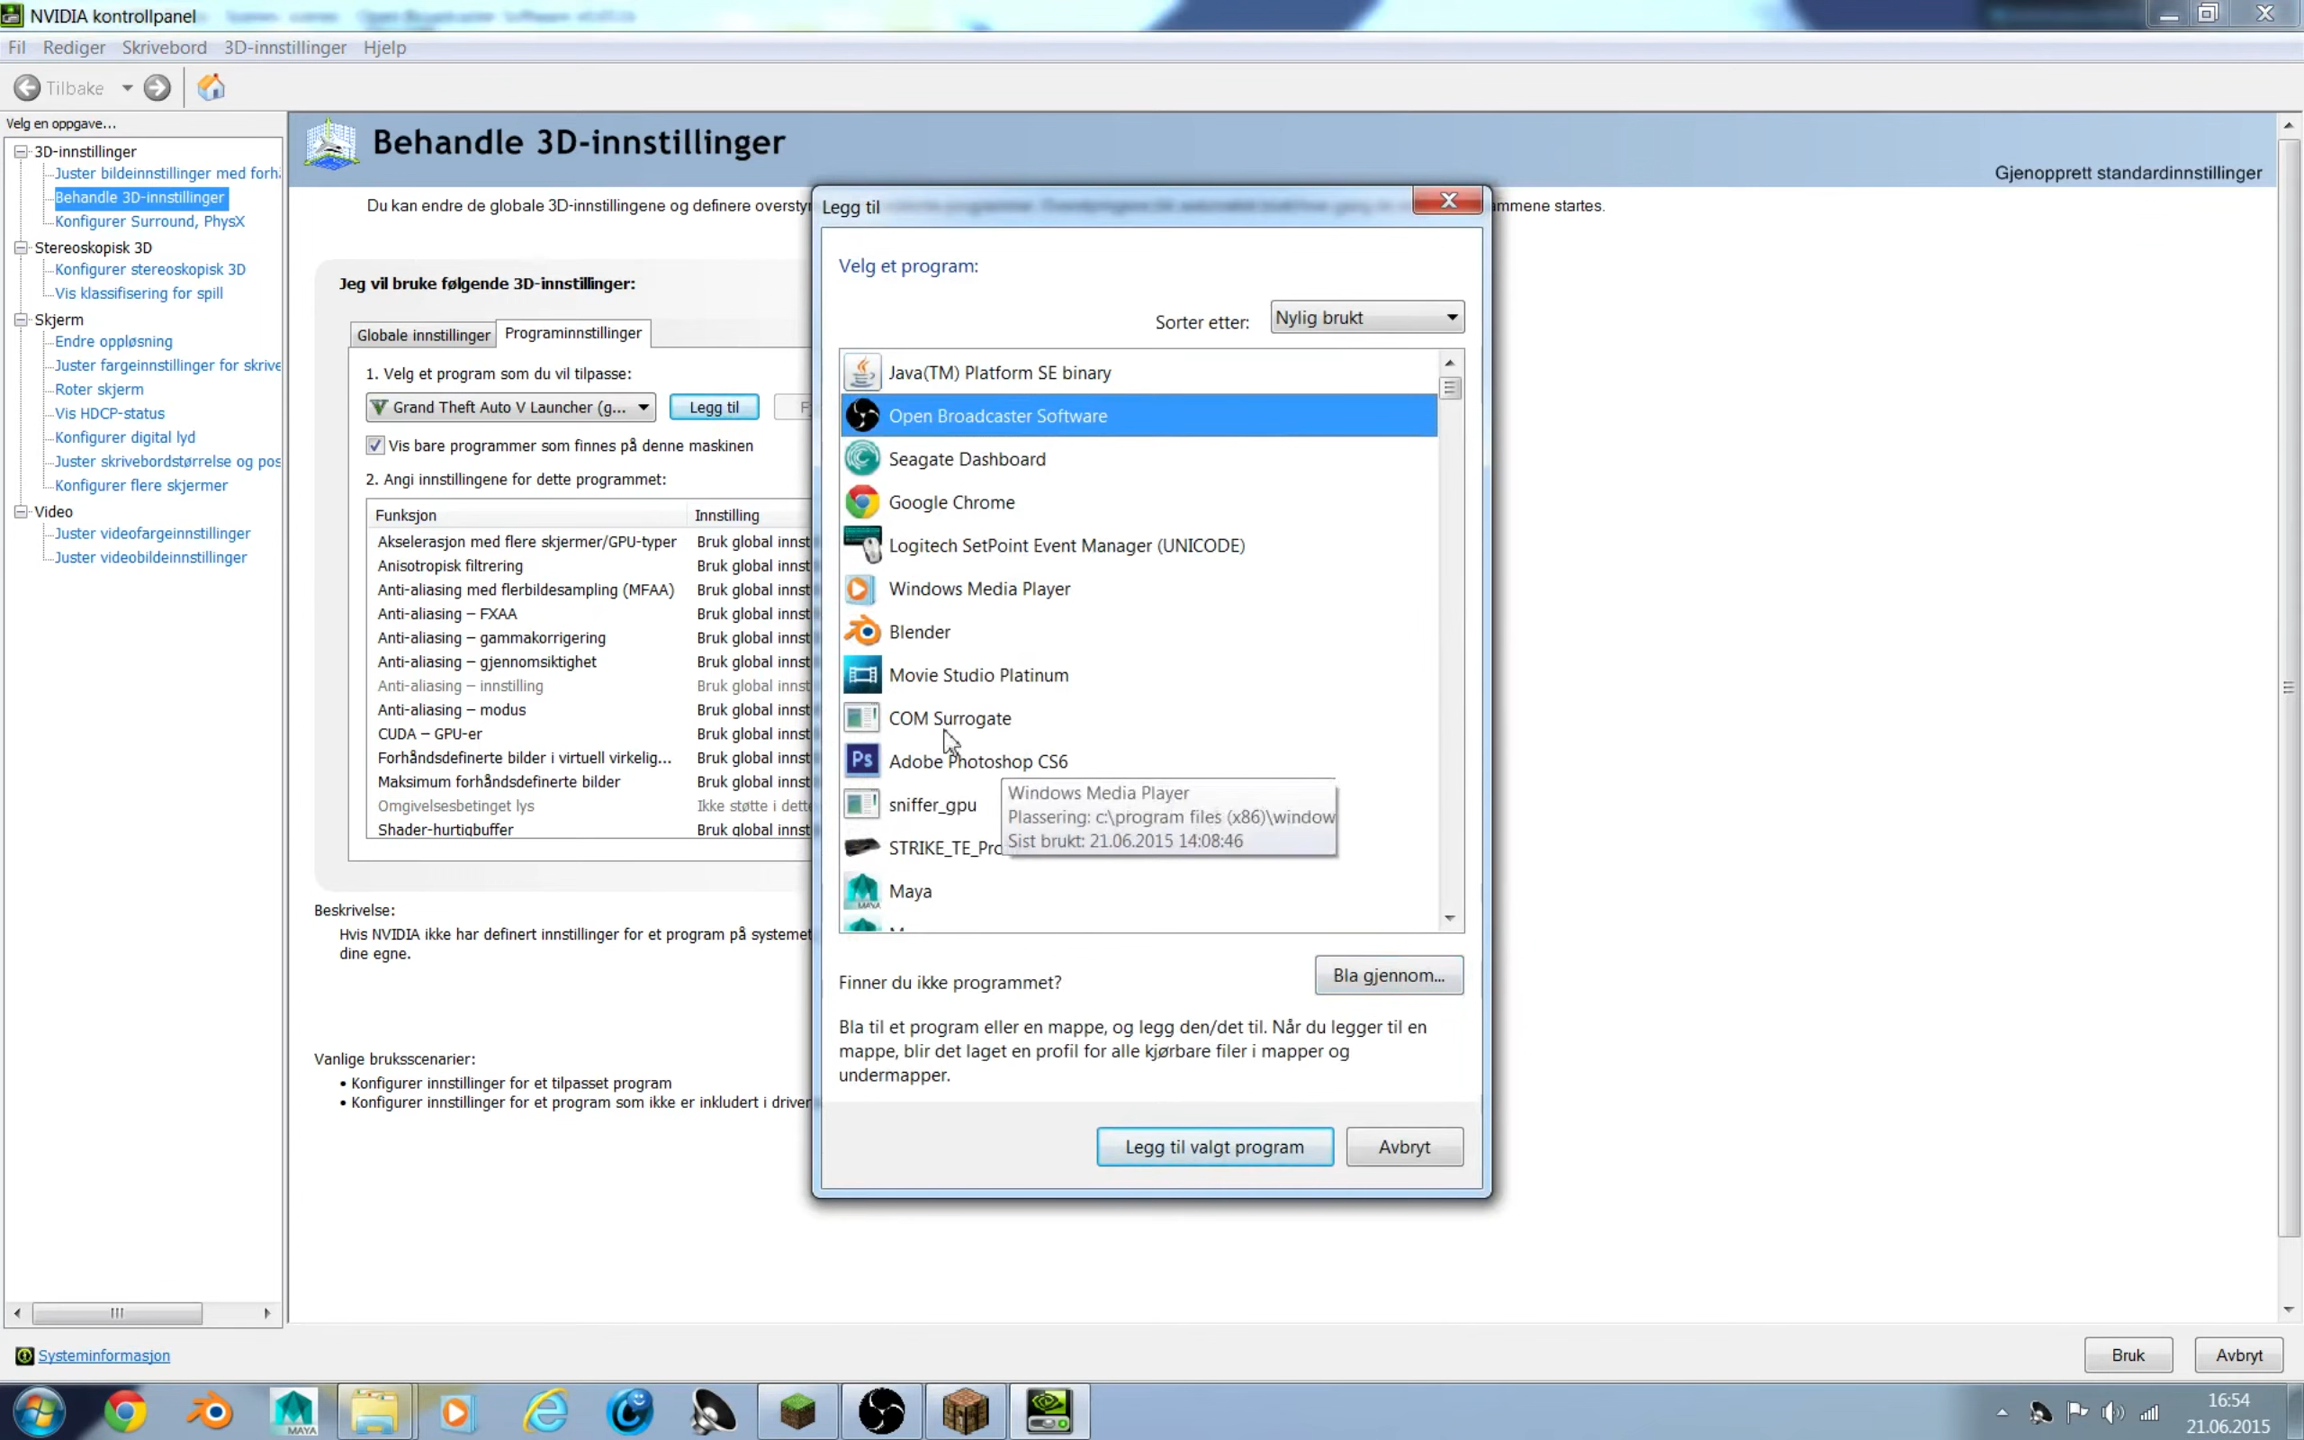 NVIDIA kontrollpanel
Fil Rediger Skrivebord 3D-innstillinger Hjelp
Tilbake
Velg en oppgave...
3D-innstillinger
Juster bildeinnstillinger med forhå
Behandle 3D-innstillinger
Konfigurer Surround, PhysX
Stereoskopisk 3D
Konfigurer stereoskopisk 3D
Vis klassifisering for spill
Skjerm
Endre oppløsning
Juster fargeinnstillinger for skrive
Roter skjerm
Vis HDCP-status
Konfigurer digital lyd
Juster skrivebordstørrelse og pos
Konfigurer flere skjermer
Video
Juster videofargeinnstillinger
Juster videobildeinnstillinger
Systeminformasjon
Behandle 3D-innstillinger
Gjenopprett standardinnstillinger
Du kan endre de globale 3D-innstillingene og definere overstyr
mmene startes.
Jeg vil bruke følgende 3D-innstillinger:
Globale innstillinger Programinnstillinger
1. Velg et program som du vil tilpasse:
Grand Theft Auto V Launcher (g... Legg til
Vis bare programmer som finnes på denne maskinen
2. Angi innstillingene for dette programmet:
Funksjon Innstilling
Akselerasjon med flere skjermer/GPU-typer Bruk global innst
Anisotropisk filtrering Bruk global innst
Anti-aliasing med flerbildesampling (MFAA) Bruk global innst
Anti-aliasing – FXAA Bruk global innst
Anti-aliasing – gammakorrigering Bruk global innst
Anti-aliasing – gjennomsiktighet Bruk global innst
Anti-aliasing – innstilling Bruk global innst
Anti-aliasing – modus Bruk global innst
CUDA – GPU-er Bruk global innst
Forhåndsdefinerte bilder i virtuell virkelig... Bruk global innst
Maksimum forhåndsdefinerte bilder Bruk global innst
Omgivelsesbetinget lys Ikke støtte i dett
Shader-hurtigbuffer Bruk global innst
Beskrivelse:
Hvis NVIDIA ikke har definert innstillinger for et program på systemet
dine egne.
Vanlige bruksscenarier:
• Konfigurer innstillinger for et tilpasset program
• Konfigurer innstillinger for et program som ikke er inkludert i driver
Legg til
Velg et program:
Sorter etter: Nylig brukt
Java(TM) Platform SE binary
Open Broadcaster Software
Seagate Dashboard
Google Chrome
Logitech SetPoint Event Manager (UNICODE)
Windows Media Player
Blender
Movie Studio Platinum
COM Surrogate
Adobe Photoshop CS6
sniffer_gpu
STRIKE_TE_Pro
Maya
Windows Media Player
Plassering: c:\program files (x86)\window
Sist brukt: 21.06.2015 14:08:46
Finner du ikke programmet? Bla gjennom...
Bla til et program eller en mappe, og legg den/det til. Når du legger til en
mappe, blir det laget en profil for alle kjørbare filer i mapper og
undermapper.
Legg til valgt program Avbryt
Bruk Avbryt
16:54
21.06.2015